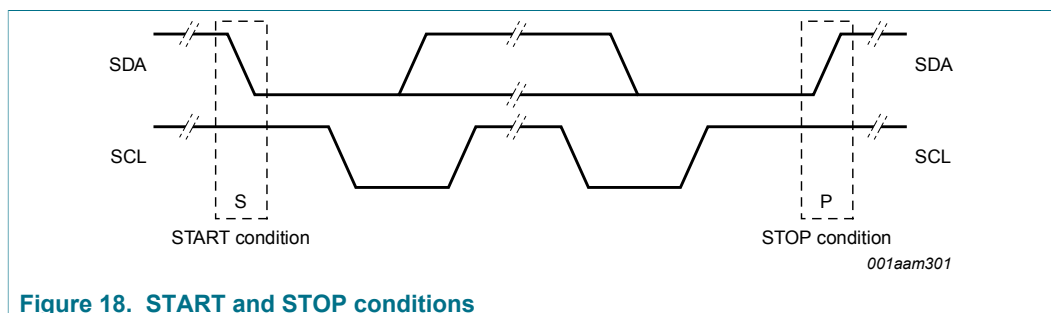 SDA SDA
SCL SCL
S P
START condition STOP condition
001aam301
Figure 18. START and STOP conditions